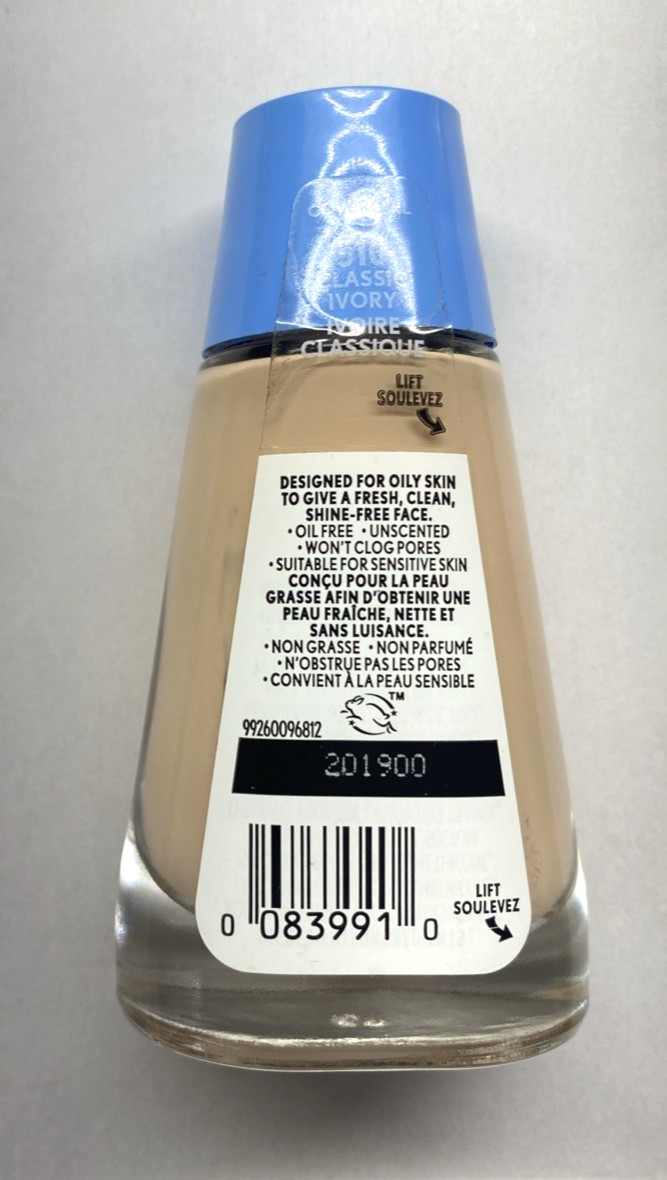 CLASSIC
IVORY
IVOIRE
CLASSIQUE
LIFT
SOULEVEZ
DESIGNED FOR OILY SKIN
TO GIVE A FRESH, CLEAN,
SHINE-FREE FACE.
• OIL FREE • UNSCENTED
• WON'T CLOG PORES
• SUITABLE FOR SENSITIVE SKIN
CONÇU POUR LA PEAU
GRASSE AFIN D'OBTENIR UNE
PEAU FRAÎCHE, NETTE ET
SANS LUISANCE.
• NON GRASSE • NON PARFUMÉ
• N'OBSTRUE PAS LES PORES
• CONVIENT À LA PEAU SENSIBLE
TM
99260096812
201900
0 083991 0
LIFT
SOULEVEZ